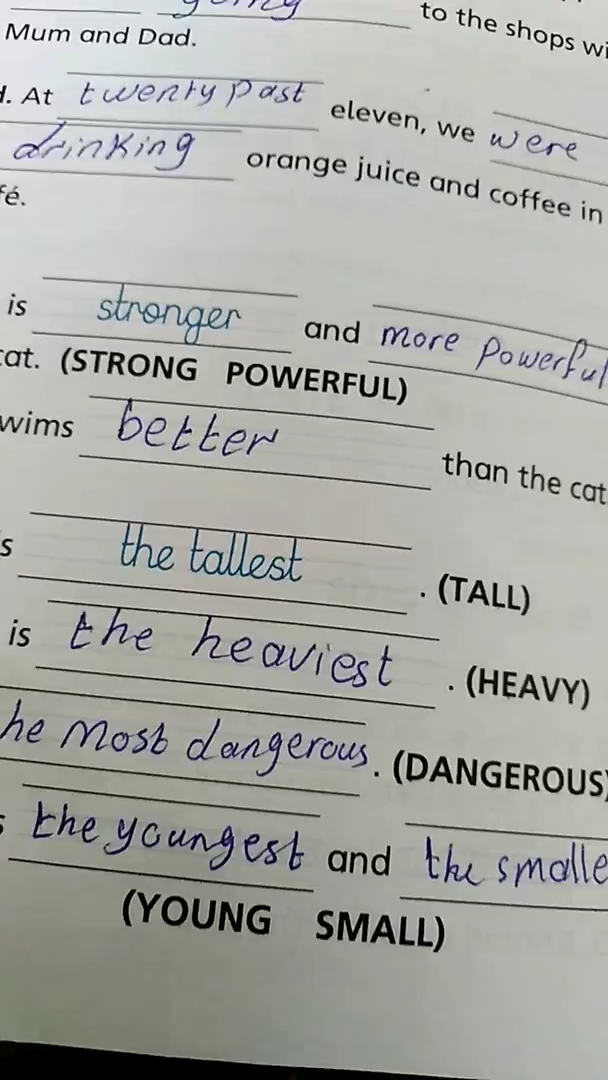 going to the shops wi
Mum and Dad.
d. At twenty past eleven, we were
drinking orange juice and coffee in
fé.
is stronger and more powerful
cat. (STRONG POWERFUL)
wims better than the cat
s the tallest . (TALL)
is the heaviest . (HEAVY)
he most dangerous . (DANGEROUS)
s the youngest and the smalle
(YOUNG SMALL)